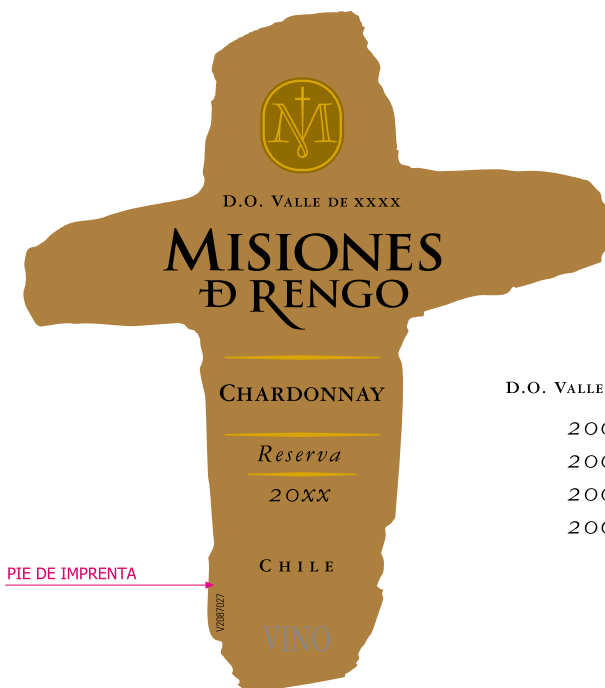 M
D.O. Valle de xxxx
Misiones
Đ Rengo
Chardonnay
Reserva
20xx
Chile
PIE DE IMPRENTA
V2087027
VINO
D.O. Valle
200
200
200
200